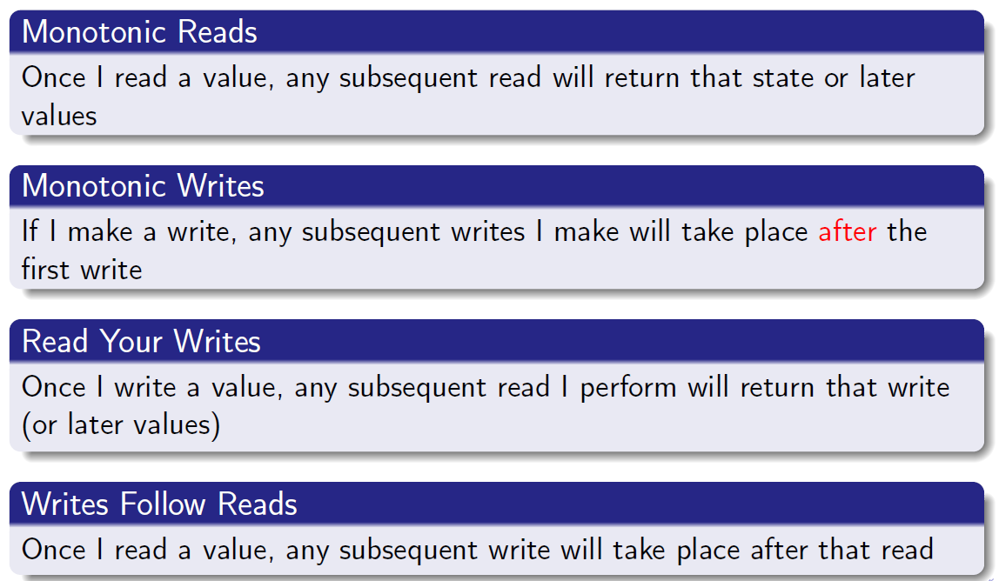 Monotonic Reads
Once I read a value, any subsequent read will return that state or later
values
Monotonic Writes
If I make a write, any subsequent writes I make will take place after the
first write
Read Your Writes
Once I write a value, any subsequent read I perform will return that write
(or later values)
Writes Follow Reads
Once I read a value, any subsequent write will take place after that read